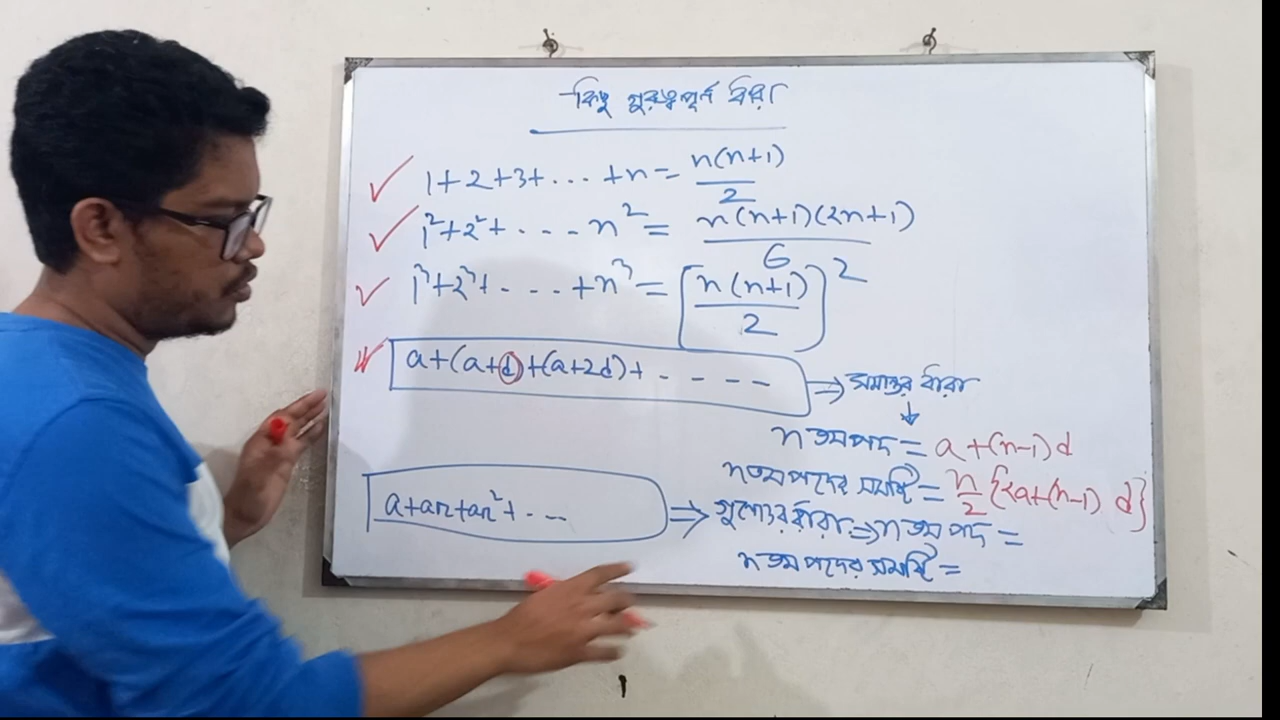 কিছু গুরুত্বপূর্ণ ধারা
1+2+3+...+n = n(n+1)/2
1²+2²+....n² = n(n+1)(2n+1)/6
1³+2³+....+n³ = [n(n+1)/2]²
a+(a+d)+(a+2d)+ - - - - ⇒ সমান্তর ধারা
↓
n তম পদ = a+(n-1)d
n তম পদের সমষ্টি = n/2 {2a+(n-1) d}
a+ar+ar²+ - - - ⇒ গুণোত্তর ধারা ⇒ n তম পদ =
n তম পদের সমষ্টি =